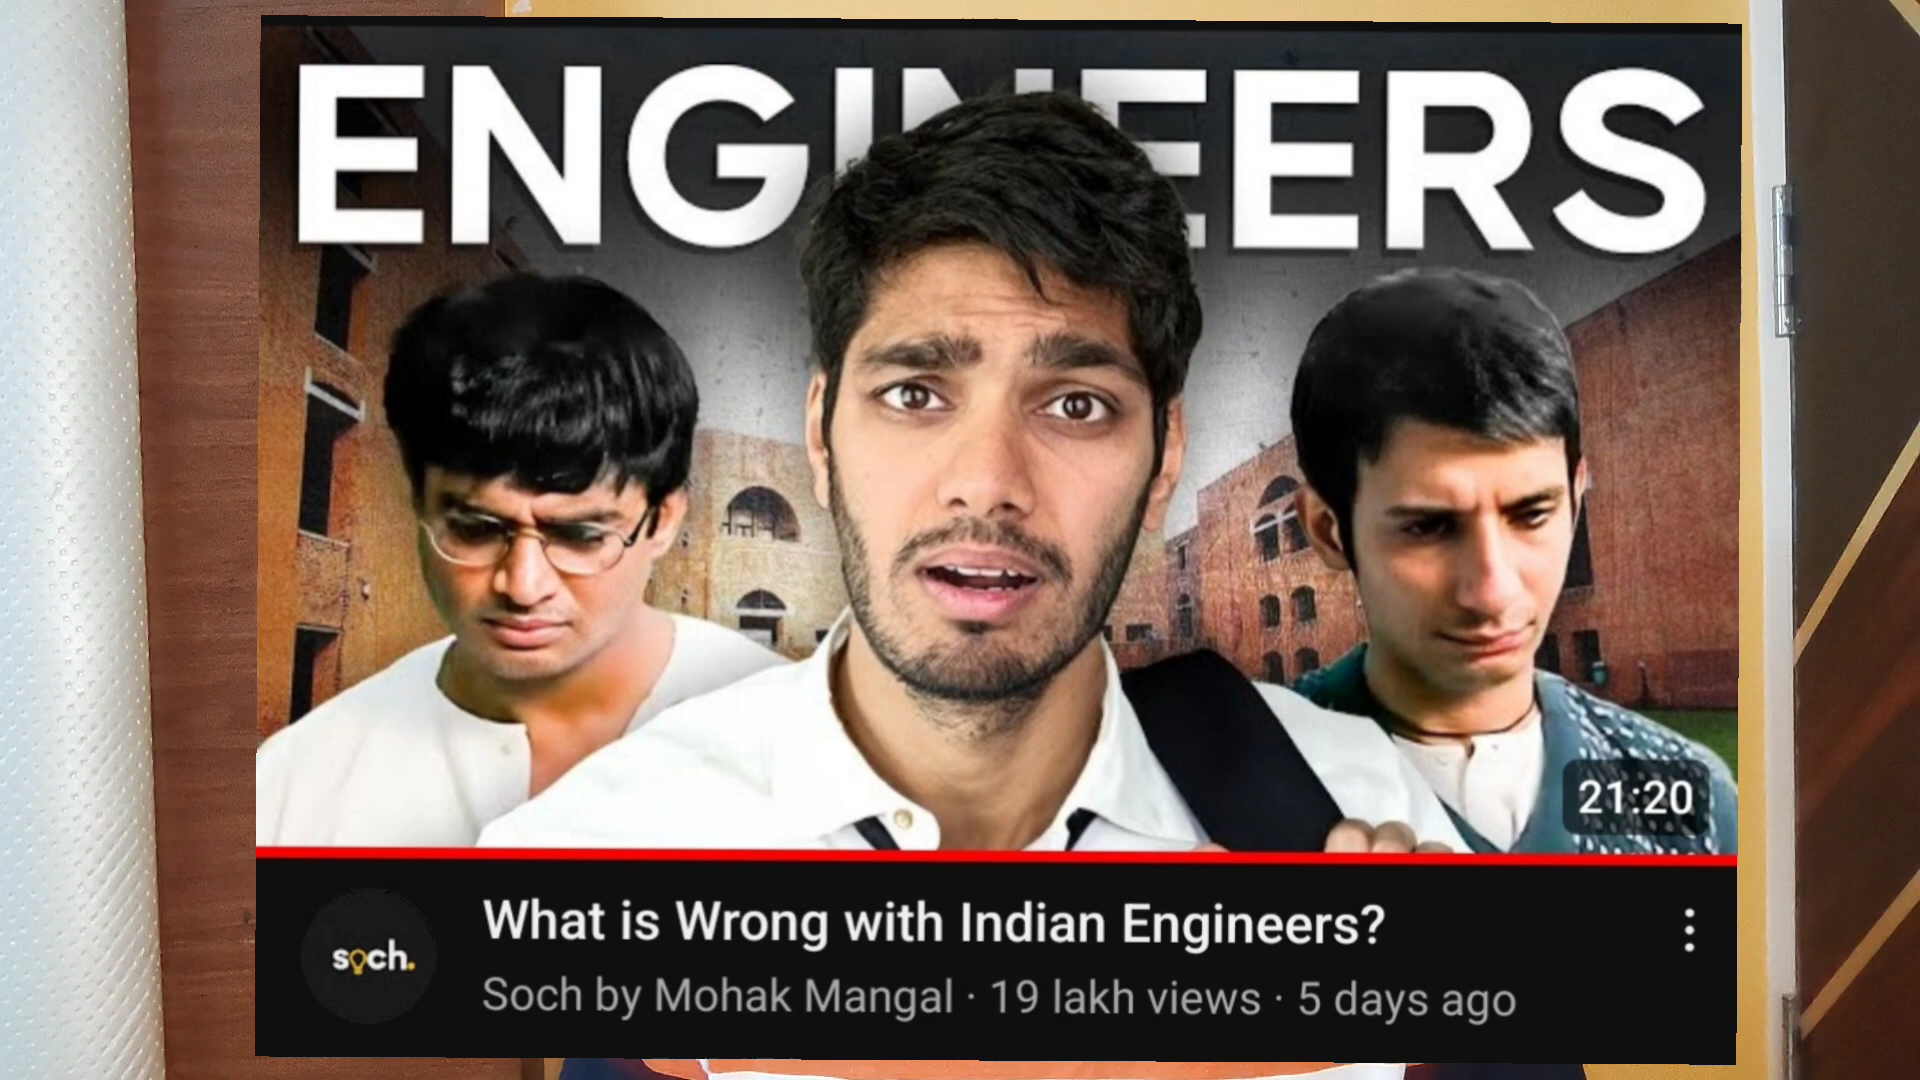 ENGINEERS
21:20
soch.
What is Wrong with Indian Engineers?
Soch by Mohak Mangal · 19 lakh views · 5 days ago